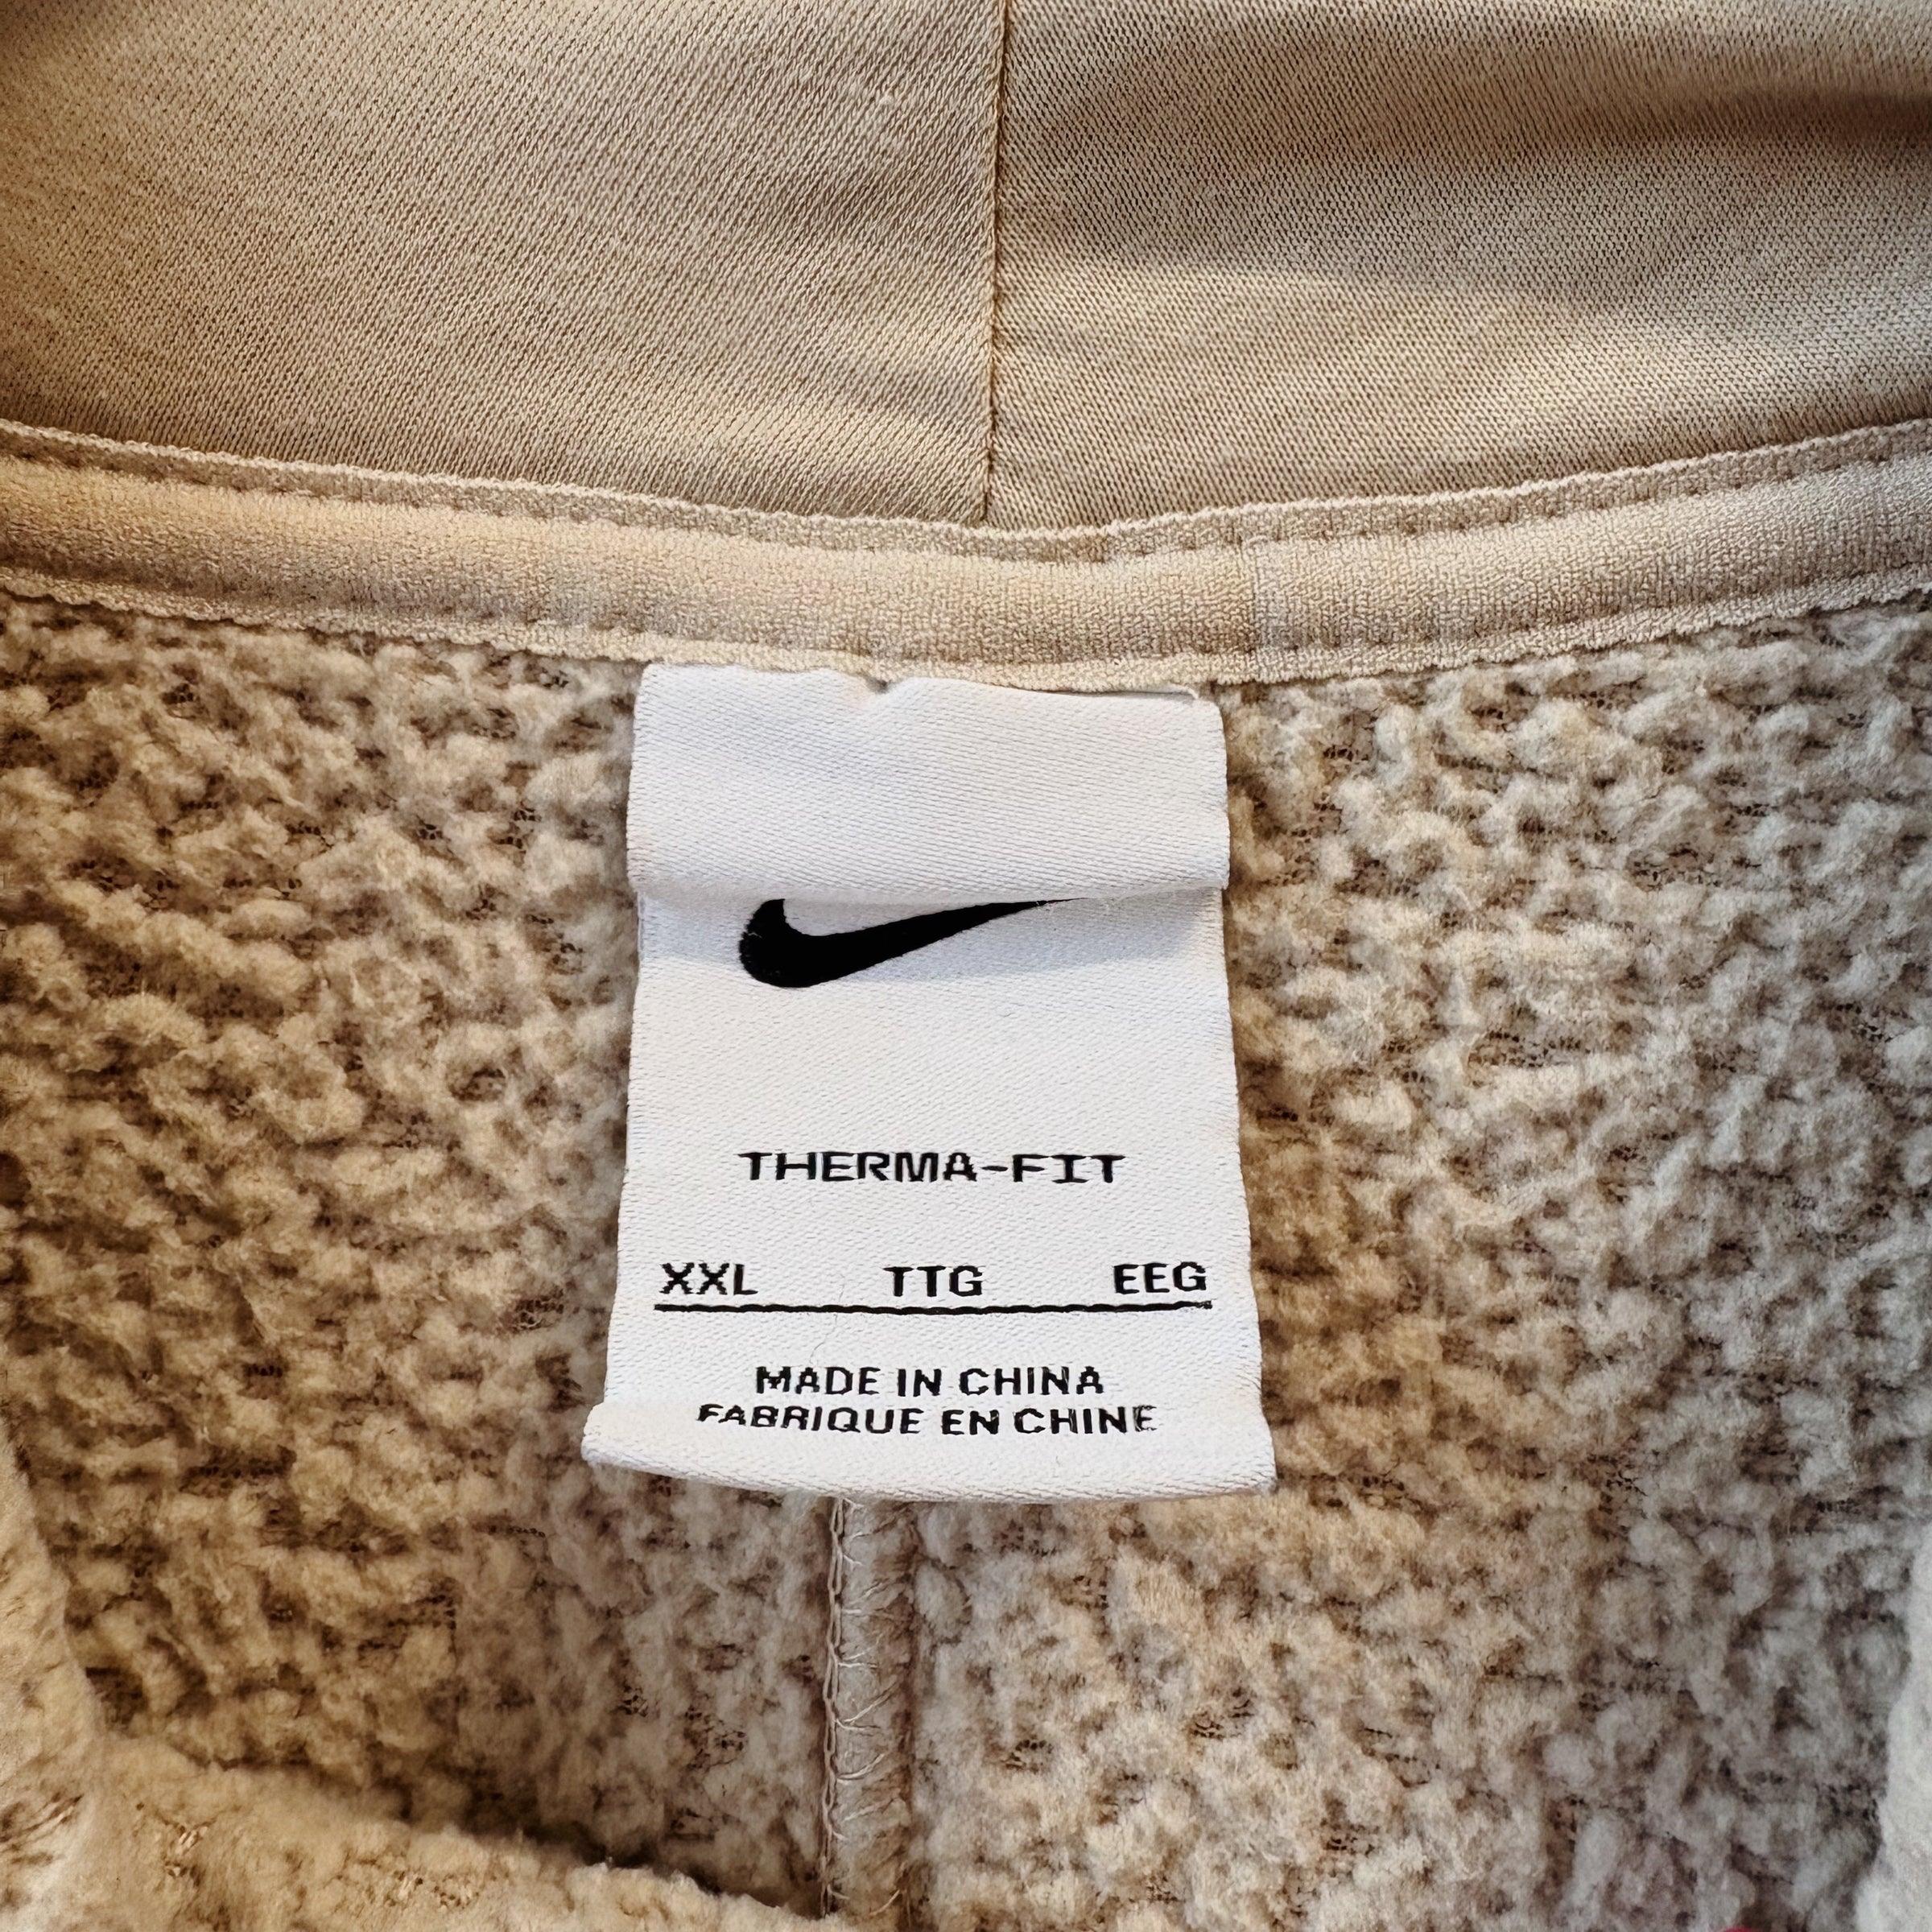 THERMA-FIT
XXL TTG EEG
MADE IN CHINA
FABRIQUE EN CHINE